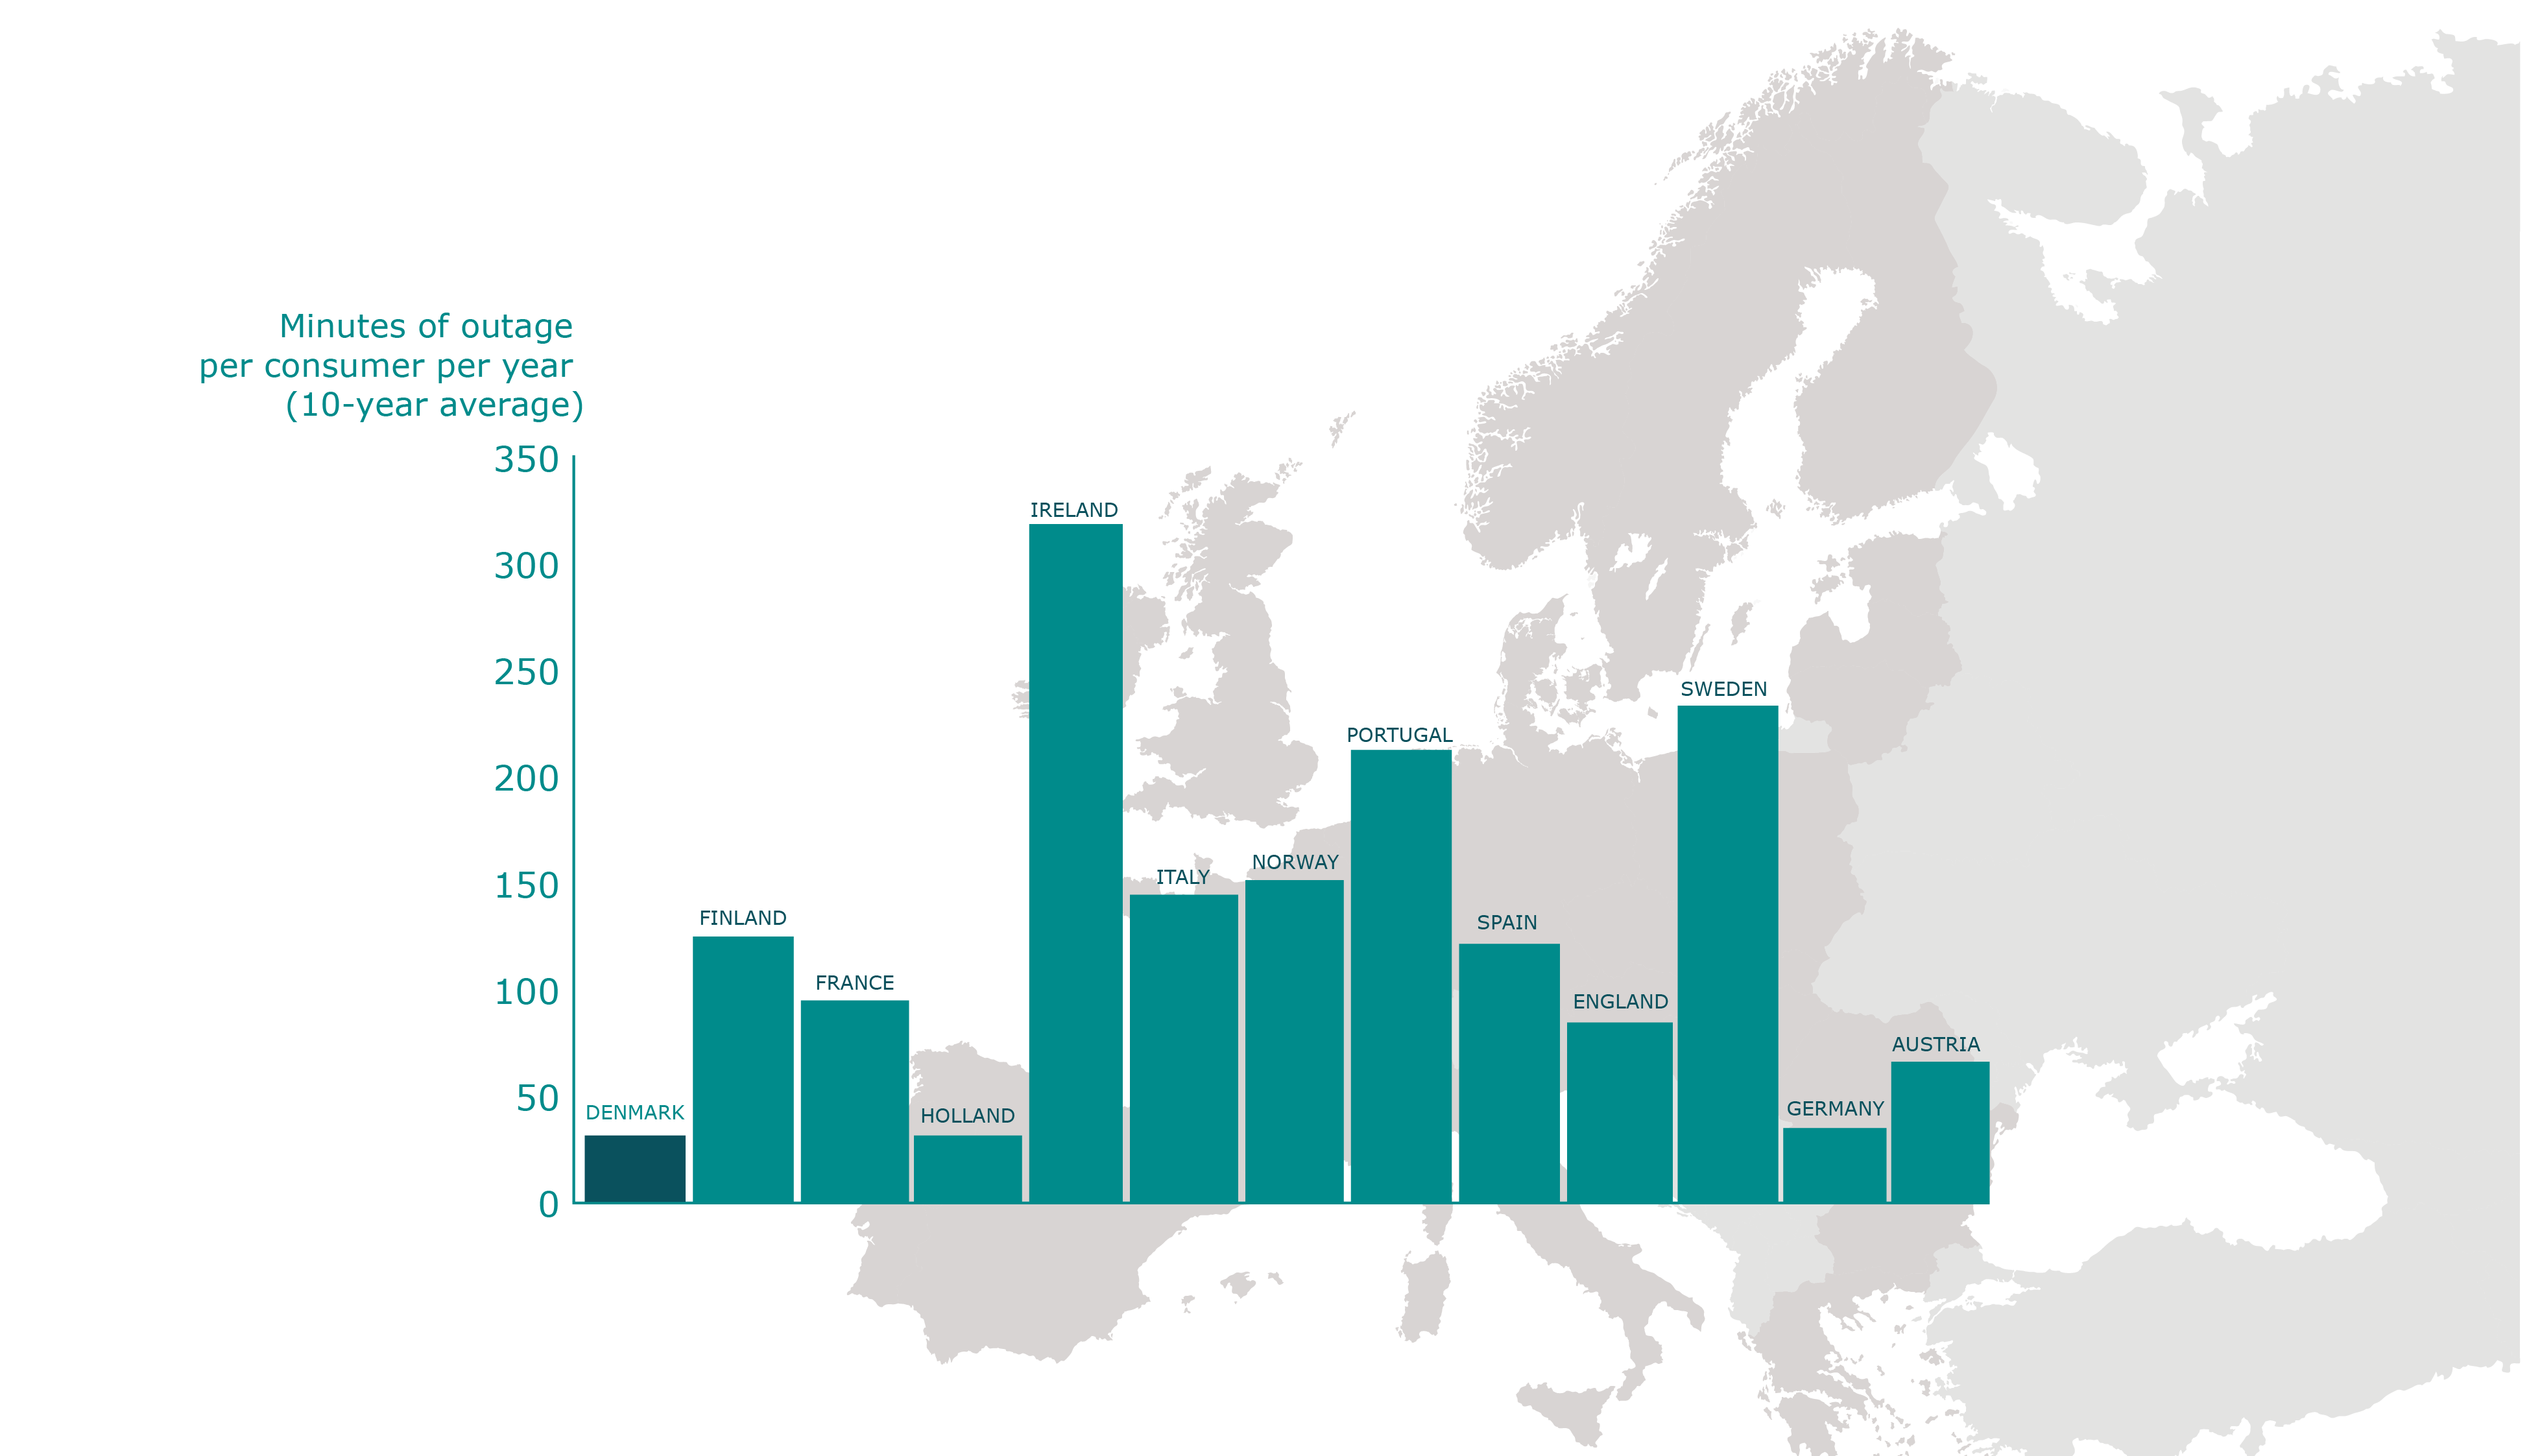 Minutes of outage
per consumer per year
(10-year average)
350
300
250
200
150
100
50
0
DENMARK
FINLAND
FRANCE
HOLLAND
IRELAND
ITALY
NORWAY
PORTUGAL
SPAIN
ENGLAND
SWEDEN
GERMANY
AUSTRIA